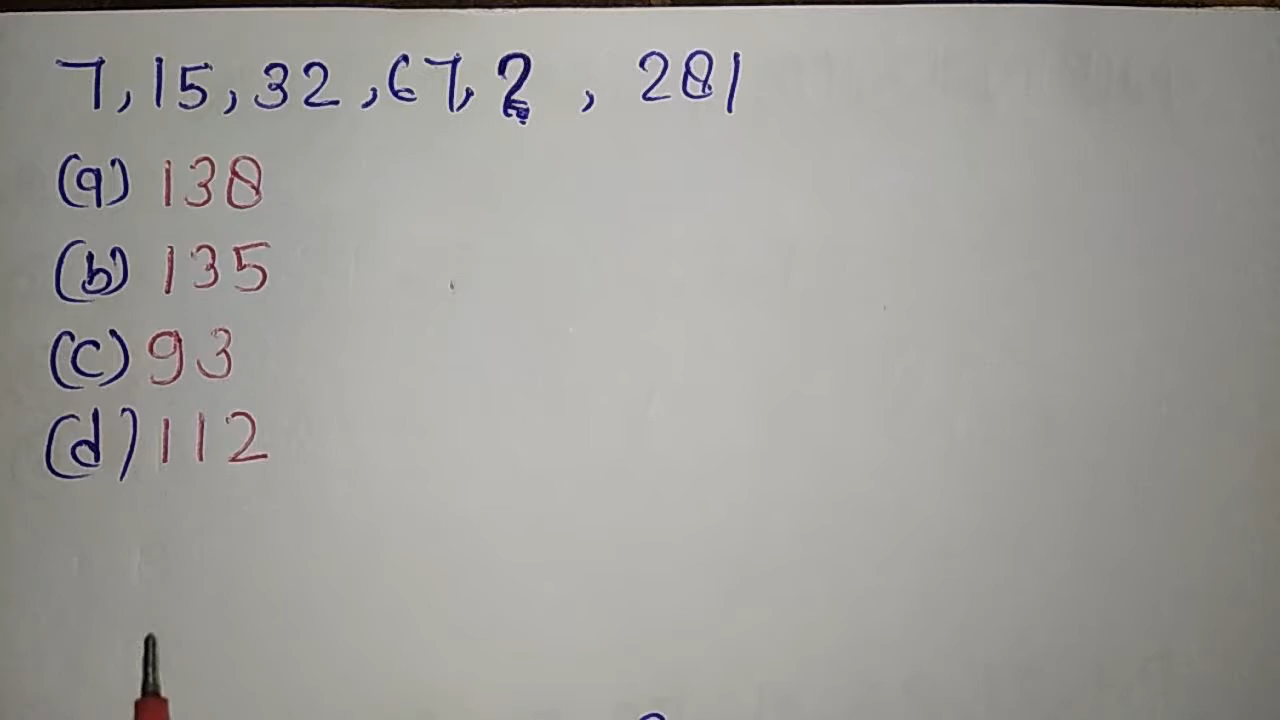 7, 15, 32, 67, ?, 281
(a) 138
(b) 135
(c) 93
(d) 112